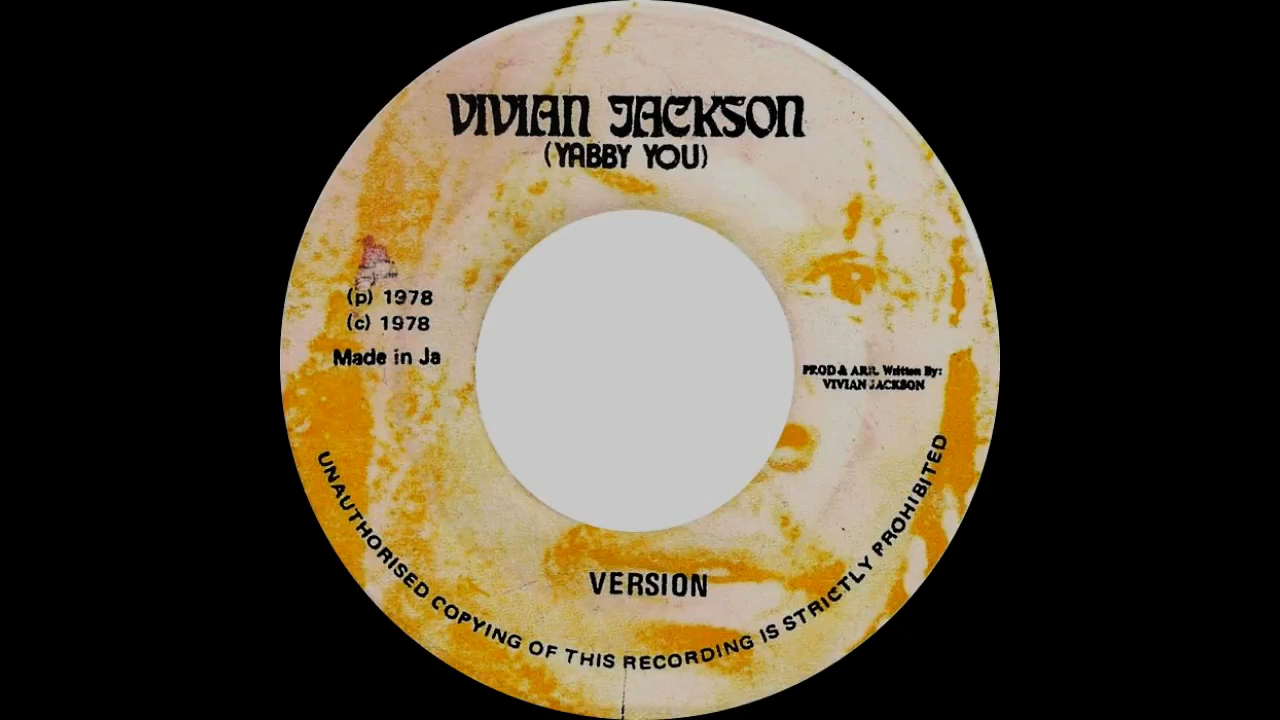 VIVIAN JACKSON
(YABBY YOU)
(p) 1978
(c) 1978
Made in Ja
PROD & ARR. Written By:
VIVIAN JACKSON
VERSION
UNAUTHORISED COPYING OF THIS RECORDING IS STRICTLY PROHIBITED